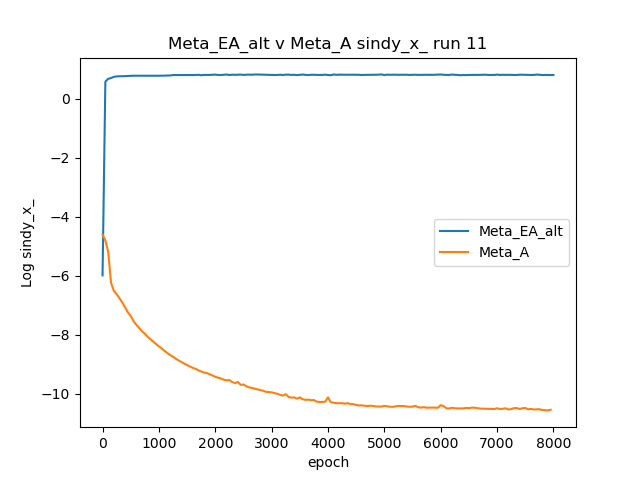 Meta_EA_alt v Meta_A sindy_x_ run 11
Log sindy_x_
0
−2
−4
−6
−8
−10
Meta_EA_alt
Meta_A
0 1000 2000 3000 4000 5000 6000 7000 8000
epoch